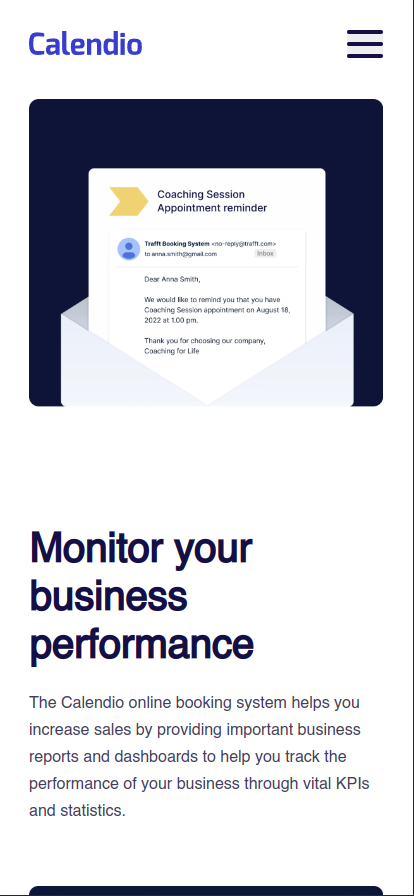 Calendio
Coaching Session
Appointment reminder
Trafft Booking System <no-reply@trafft.com>
to anna.smith@gmail.com
Inbox
Dear Anna Smith,
We would like to remind you that you have
Coaching Session appointment on August 18,
2022 at 1.00 pm.
Thank you for choosing our company,
Coaching for Life
Monitor your
business
performance
The Calendio online booking system helps you
increase sales by providing important business
reports and dashboards to help you track the
performance of your business through vital KPIs
and statistics.